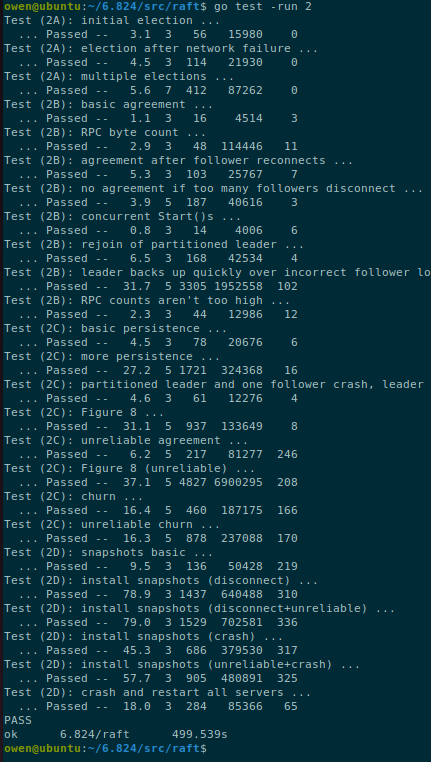 owen@ubuntu:~/6.824/src/raft$ go test -run 2
Test (2A): initial election ...
  ... Passed --   3.1  3   56   15980    0
Test (2A): election after network failure ...
  ... Passed --   4.5  3  114   21930    0
Test (2A): multiple elections ...
  ... Passed --   5.6  7  412   87262    0
Test (2B): basic agreement ...
  ... Passed --   1.1  3   16    4514    3
Test (2B): RPC byte count ...
  ... Passed --   2.9  3   48  114446   11
Test (2B): agreement after follower reconnects ...
  ... Passed --   5.3  3  103   25767    7
Test (2B): no agreement if too many followers disconnect ...
  ... Passed --   3.9  5  187   40616    3
Test (2B): concurrent Start()s ...
  ... Passed --   0.8  3   14    4006    6
Test (2B): rejoin of partitioned leader ...
  ... Passed --   6.5  3  168   42534    4
Test (2B): leader backs up quickly over incorrect follower lo
  ... Passed --  31.7  5 3305 1952558  102
Test (2B): RPC counts aren't too high ...
  ... Passed --   2.3  3   44   12986   12
Test (2C): basic persistence ...
  ... Passed --   4.5  3   78   20676    6
Test (2C): more persistence ...
  ... Passed --  27.2  5 1721  324368   16
Test (2C): partitioned leader and one follower crash, leader
  ... Passed --   4.6  3   61   12276    4
Test (2C): Figure 8 ...
  ... Passed --  31.1  5  937  133649    8
Test (2C): unreliable agreement ...
  ... Passed --   6.2  5  217   81277  246
Test (2C): Figure 8 (unreliable) ...
  ... Passed --  37.1  5 4827 6900295  208
Test (2C): churn ...
  ... Passed --  16.4  5  460  187175  166
Test (2C): unreliable churn ...
  ... Passed --  16.3  5  878  237088  170
Test (2D): snapshots basic ...
  ... Passed --   9.5  3  136   50428  219
Test (2D): install snapshots (disconnect) ...
  ... Passed --  78.9  3 1437  640488  310
Test (2D): install snapshots (disconnect+unreliable) ...
  ... Passed --  79.0  3 1529  702581  336
Test (2D): install snapshots (crash) ...
  ... Passed --  45.3  3  686  379530  317
Test (2D): install snapshots (unreliable+crash) ...
  ... Passed --  57.7  3  905  480891  325
Test (2D): crash and restart all servers ...
  ... Passed --  18.0  3  284   85366   65
PASS
ok      6.824/raft      499.539s
owen@ubuntu:~/6.824/src/raft$